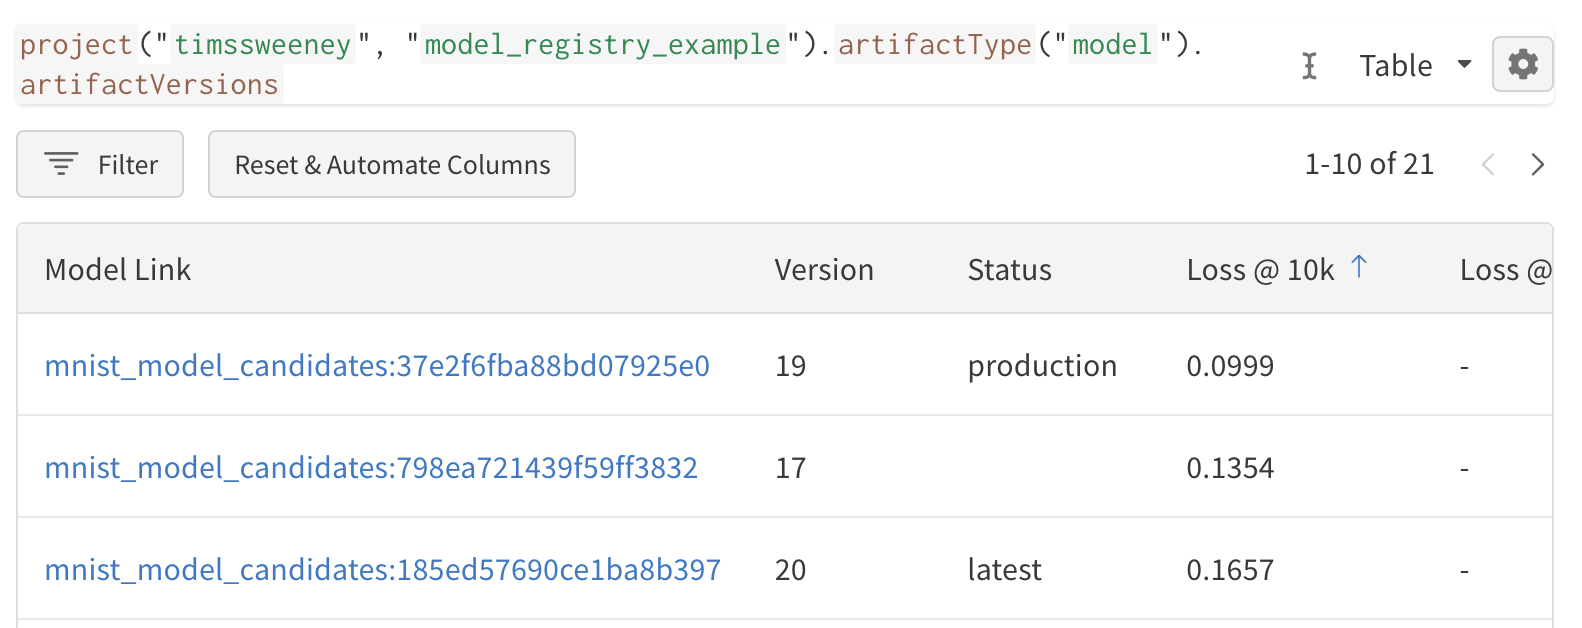 project("timssweeney", "model_registry_example").artifactType("model").
artifactVersions
Table
Filter
Reset & Automate Columns
1-10 of 21
Model Link Version Status Loss @ 10k ↑ Loss @
mnist_model_candidates:37e2f6fba88bd07925e0 19 production 0.0999 -
mnist_model_candidates:798ea721439f59ff3832 17 0.1354 -
mnist_model_candidates:185ed57690ce1ba8b397 20 latest 0.1657 -